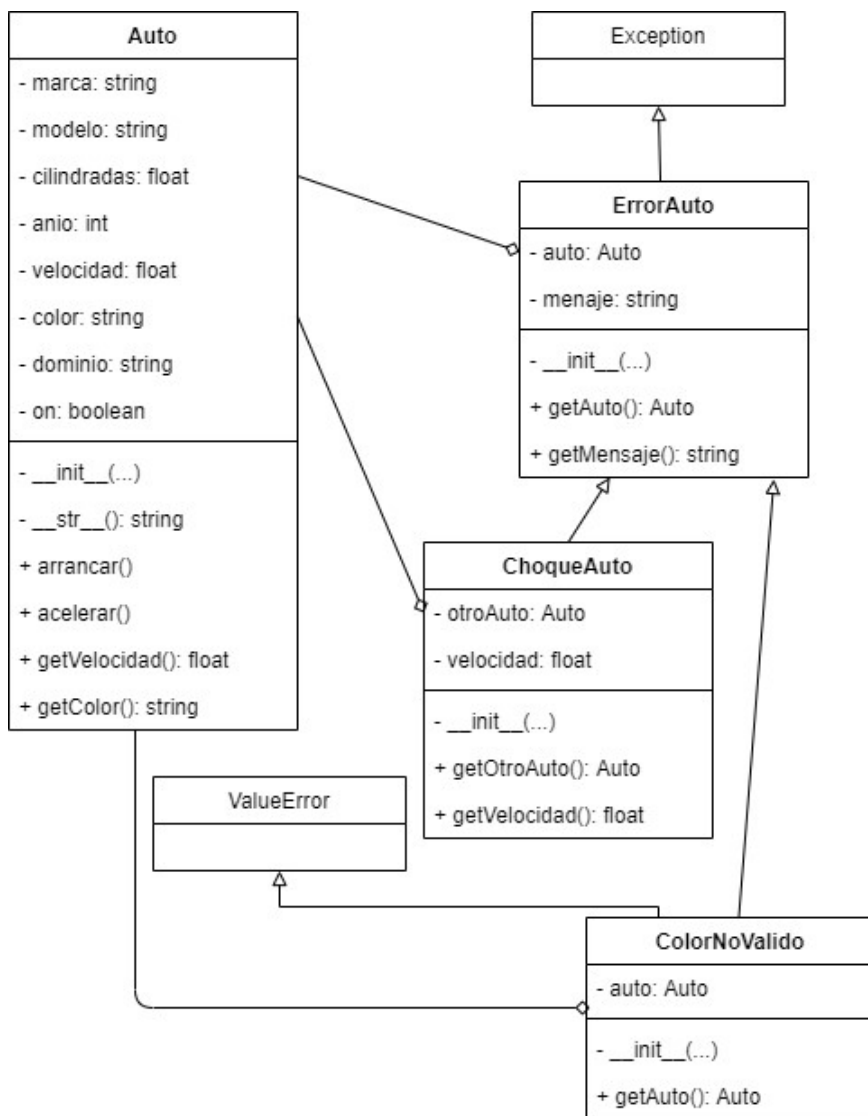 Auto
- marca: string
- modelo: string
- cilindradas: float
- anio: int
- velocidad: float
- color: string
- dominio: string
- on: boolean
- __init__(...)
- __str__(): string
+ arrancar()
+ acelerar()
+ getVelocidad(): float
+ getColor(): string
Exception
ErrorAuto
- auto: Auto
- menaje: string
- __init__(...)
+ getAuto(): Auto
+ getMensaje(): string
ChoqueAuto
- otroAuto: Auto
- velocidad: float
- __init__(...)
+ getOtroAuto(): Auto
+ getVelocidad(): float
ValueError
ColorNoValido
- auto: Auto
- __init__(...)
+ getAuto(): Auto